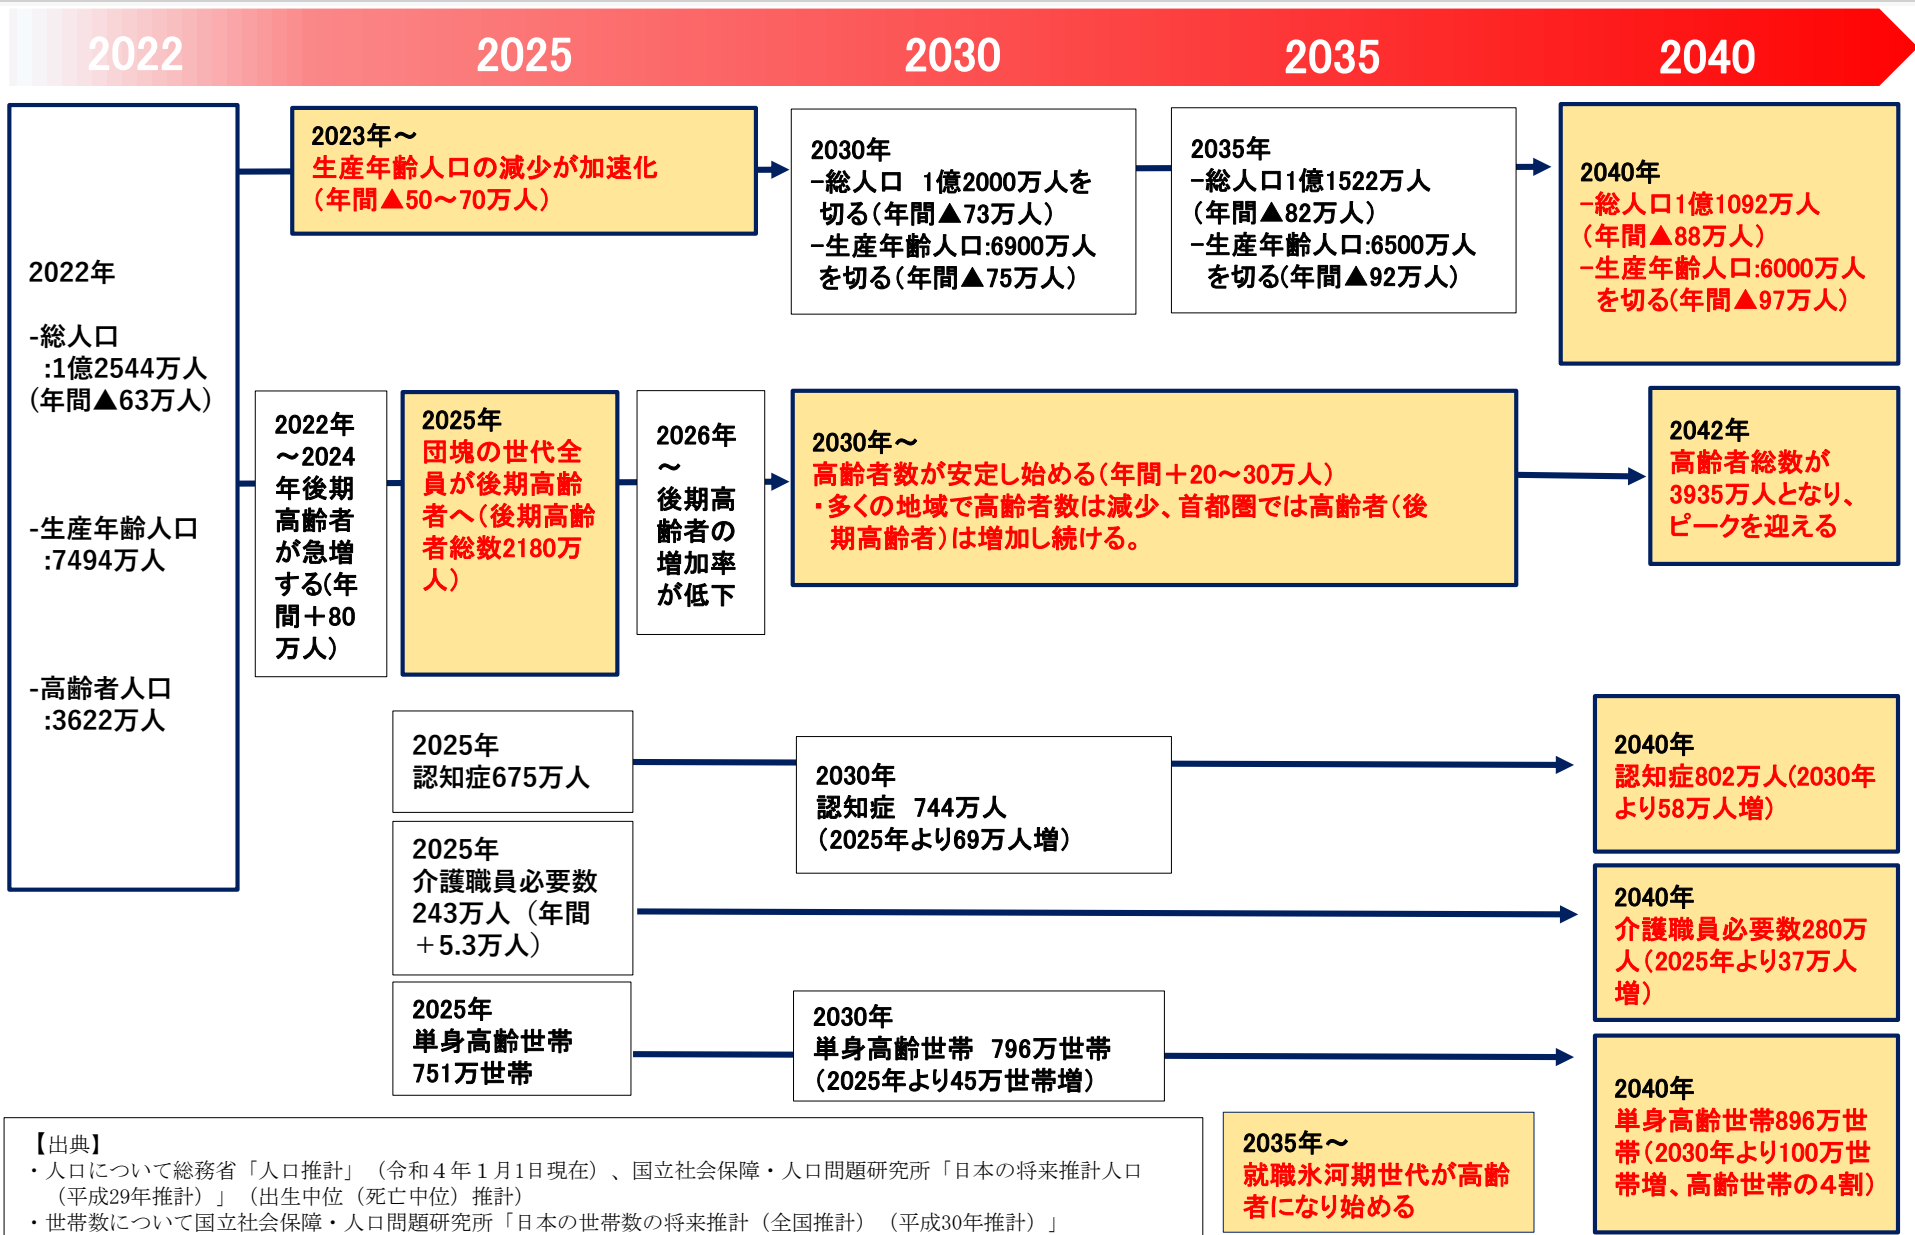 2022
2025
2030
2035
2040
2022年
-総人口
:1億2544万人
(年間▲63万人)
-生産年齢人口
:7494万人
-高齢者人口
:3622万人
2023年～
生産年齢人口の減少が加速化
(年間▲50～70万人)
2030年
-総人口 1億2000万人を
切る(年間▲73万人)
-生産年齢人口:6900万人
を切る(年間▲75万人)
2035年
-総人口1億1522万人
(年間▲82万人)
-生産年齢人口:6500万人
を切る(年間▲92万人)
2040年
-総人口1億1092万人
(年間▲88万人)
-生産年齢人口:6000万人
を切る(年間▲97万人)
2022年
～2024
年後期
高齢者
が急増
する(年
間＋80
万人)
2025年
団塊の世代全
員が後期高齢
者へ(後期高齢
者総数2180万
人)
2026年
～
後期高
齢者の
増加率
が低下
2030年～
高齢者数が安定し始める(年間＋20～30万人)
・多くの地域で高齢者数は減少、首都圏では高齢者(後
期高齢者)は増加し続ける。
2042年
高齢者総数が
3935万人となり、
ピークを迎える
2025年
認知症675万人
2030年
認知症 744万人
(2025年より69万人増)
2040年
認知症802万人(2030年
より58万人増)
2025年
介護職員必要数
243万人（年間
＋5.3万人）
2040年
介護職員必要数280万
人(2025年より37万人
増)
2025年
単身高齢世帯
751万世帯
2030年
単身高齢世帯 796万世帯
(2025年より45万世帯増)
2040年
単身高齢世帯896万世
帯(2030年より100万世
帯増、高齢世帯の４割)
2035年～
就職氷河期世代が高齢
者になり始める
【出典】
・人口について総務省「人口推計」（令和４年１月1日現在）、国立社会保障・人口問題研究所「日本の将来推計人口
（平成29年推計）」（出生中位（死亡中位）推計）
・世帯数について国立社会保障・人口問題研究所「日本の世帯数の将来推計（全国推計）（平成30年推計）」